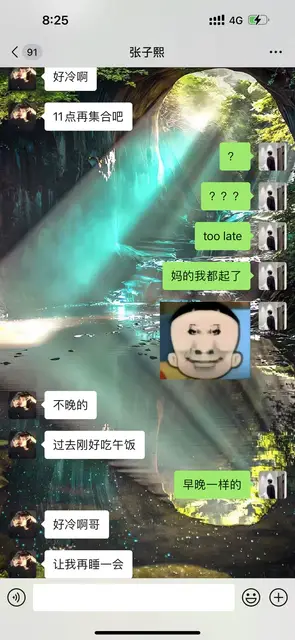 8:25
4G
91
张子熙
好冷啊
11点再集合吧
？
？？？
too late
妈的我都起了
不晚的
过去刚好吃午饭
早晚一样的
好冷啊哥
让我再睡一会